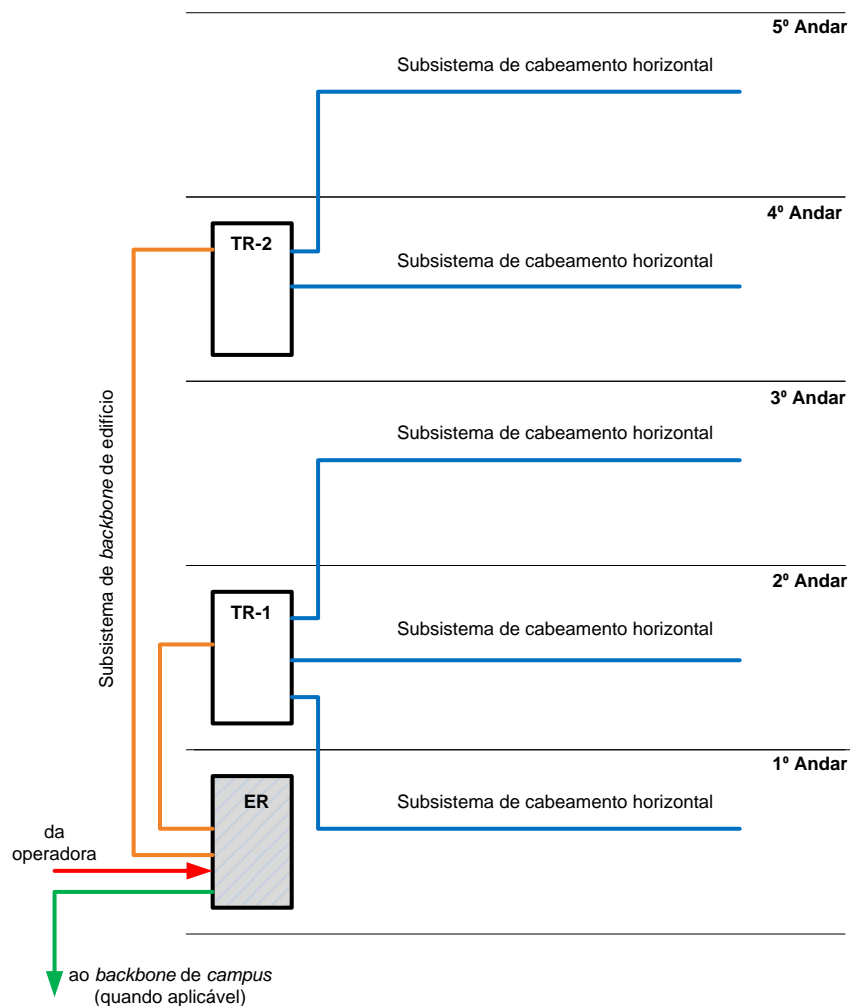 5º Andar
Subsistema de cabeamento horizontal
4º Andar
TR-2
Subsistema de cabeamento horizontal
3º Andar
Subsistema de cabeamento horizontal
Subsistema de backbone de edifício
2º Andar
TR-1
Subsistema de cabeamento horizontal
1º Andar
ER
Subsistema de cabeamento horizontal
da
operadora
ao backbone de campus
(quando aplicável)